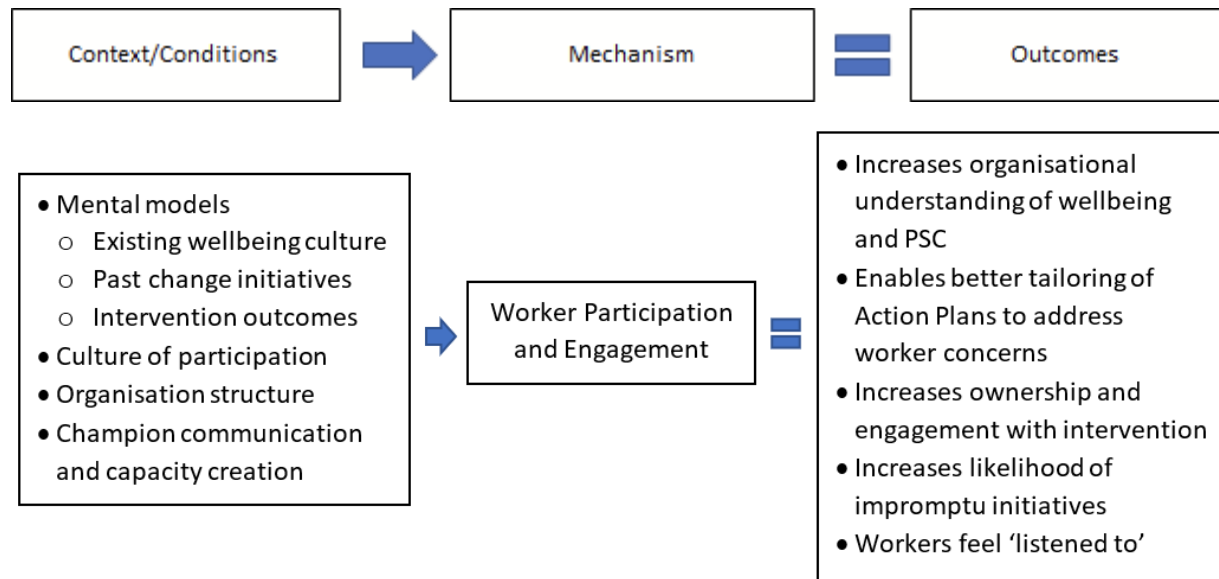 Context/Conditions
Mechanism
Outcomes
• Mental models
o Existing wellbeing culture
o Past change initiatives
o Intervention outcomes
• Culture of participation
• Organisation structure
• Champion communication
and capacity creation
Worker Participation
and Engagement
• Increases organisational
understanding of wellbeing
and PSC
• Enables better tailoring of
Action Plans to address
worker concerns
• Increases ownership and
engagement with intervention
• Increases likelihood of
impromptu initiatives
• Workers feel ‘listened to’